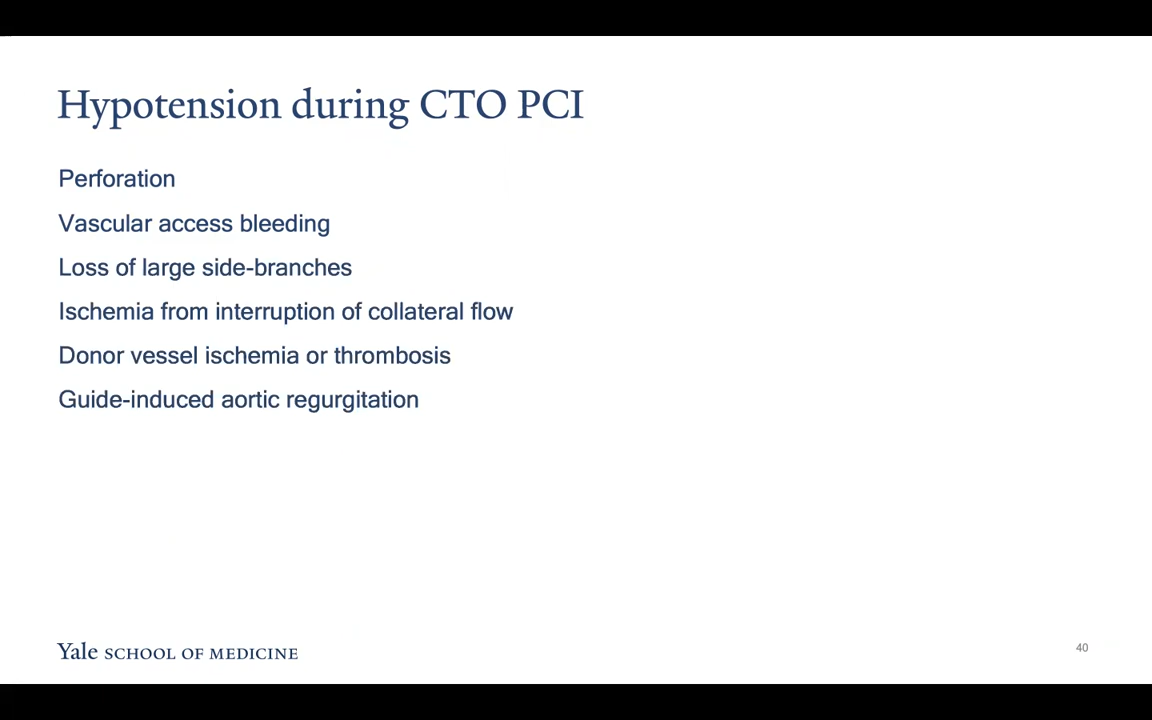 Hypotension during CTO PCI
Perforation
Vascular access bleeding
Loss of large side-branches
Ischemia from interruption of collateral flow
Donor vessel ischemia or thrombosis
Guide-induced aortic regurgitation
Yale SCHOOL OF MEDICINE
40